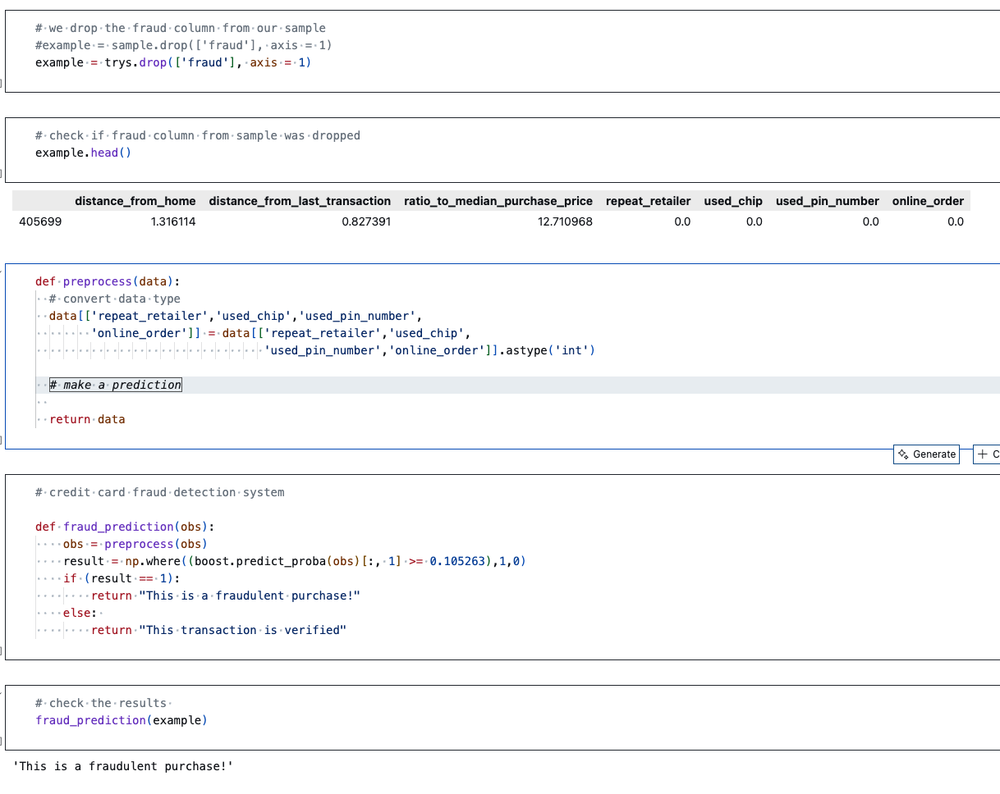 # we drop the fraud column from our sample
#example = sample.drop(['fraud'], axis = 1)
example = trys.drop(['fraud'], axis = 1)
# check if fraud column from sample was dropped
example.head()
distance_from_home distance_from_last_transaction ratio_to_median_purchase_price repeat_retailer used_chip used_pin_number online_order
405699 1.316114 0.827391 12.710968 0.0 0.0 0.0 0.0
def preprocess(data):
# convert data type
data[['repeat_retailer','used_chip','used_pin_number',
'online_order']] = data[['repeat_retailer','used_chip',
'used_pin_number','online_order']].astype('int')
# make a prediction
return data
Generate + C
# credit card fraud detection system
def fraud_prediction(obs):
obs = preprocess(obs)
result = np.where((boost.predict_proba(obs)[:, 1] >= 0.105263),1,0)
if (result == 1):
return "This is a fraudulent purchase!"
else:
return "This transaction is verified"
# check the results
fraud_prediction(example)
'This is a fraudulent purchase!'